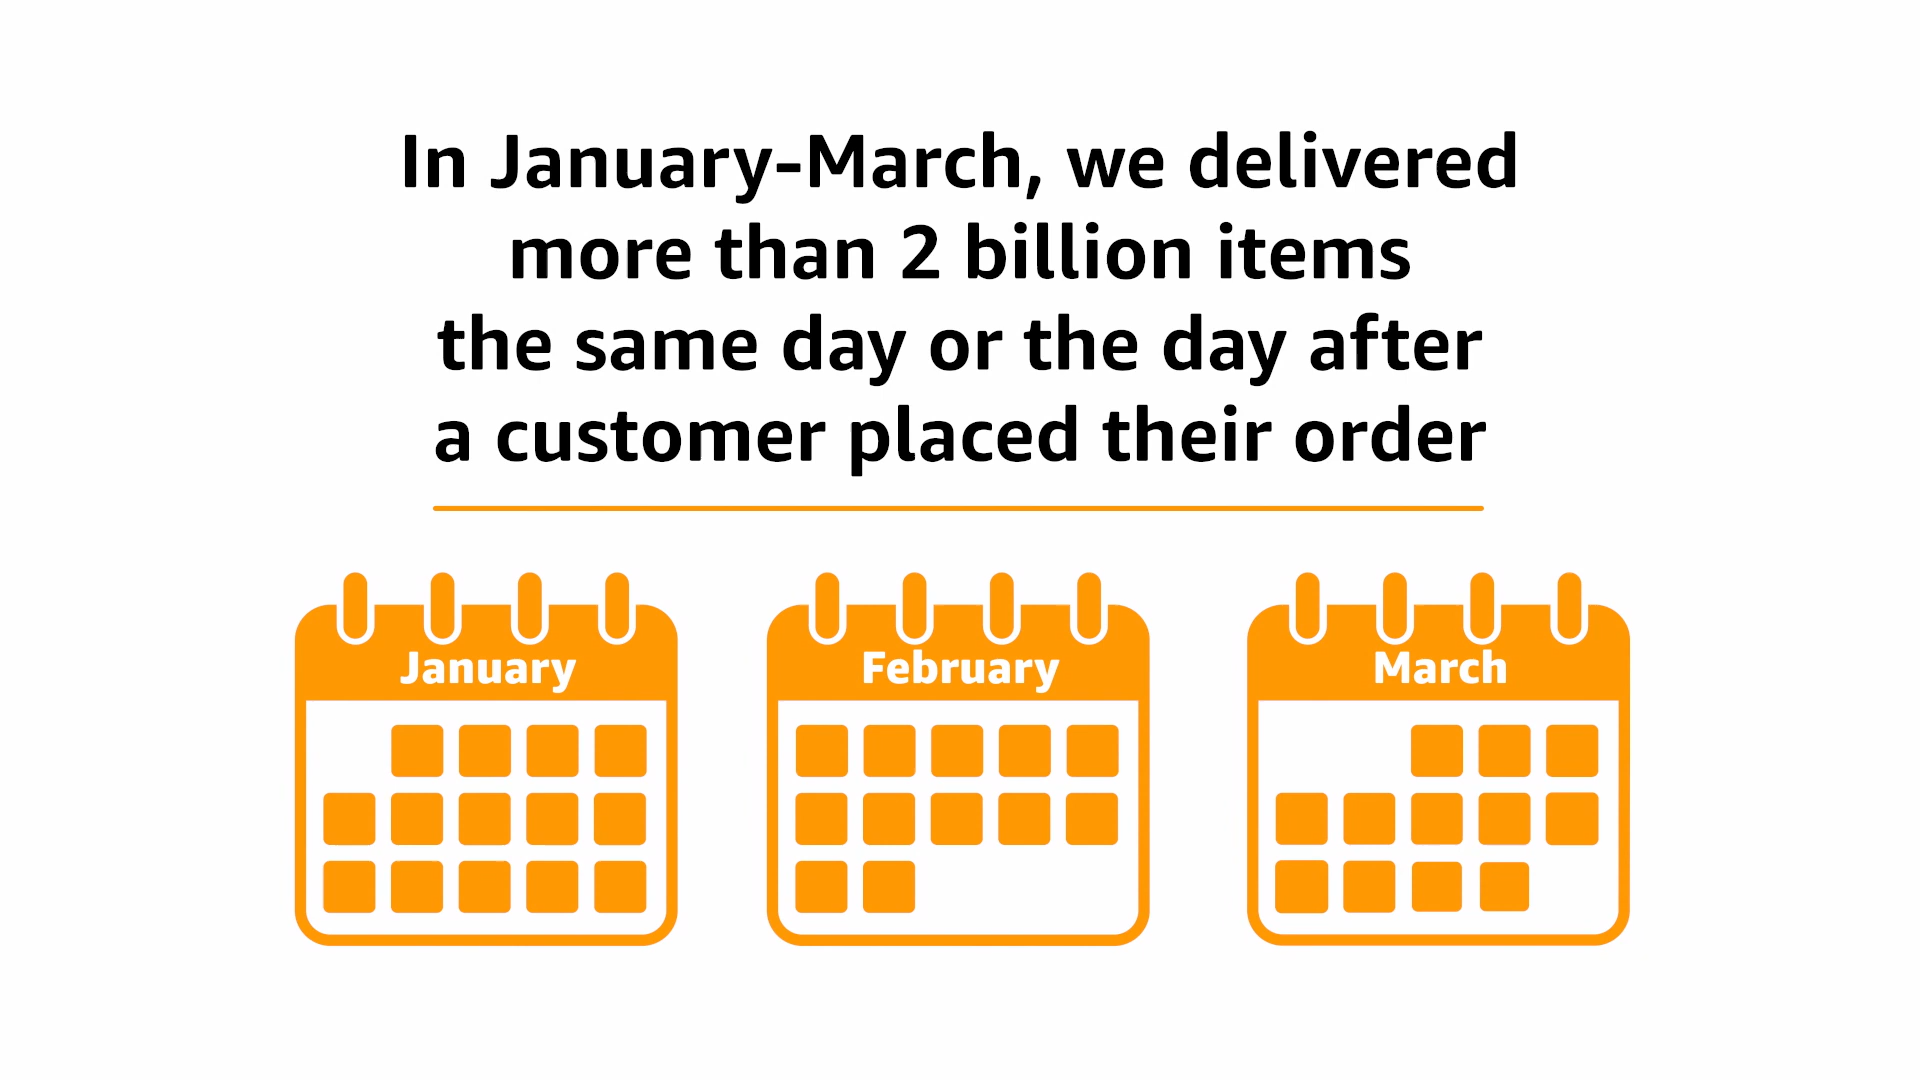 In January-March, we delivered
more than 2 billion items
the same day or the day after
a customer placed their order
January
February
March